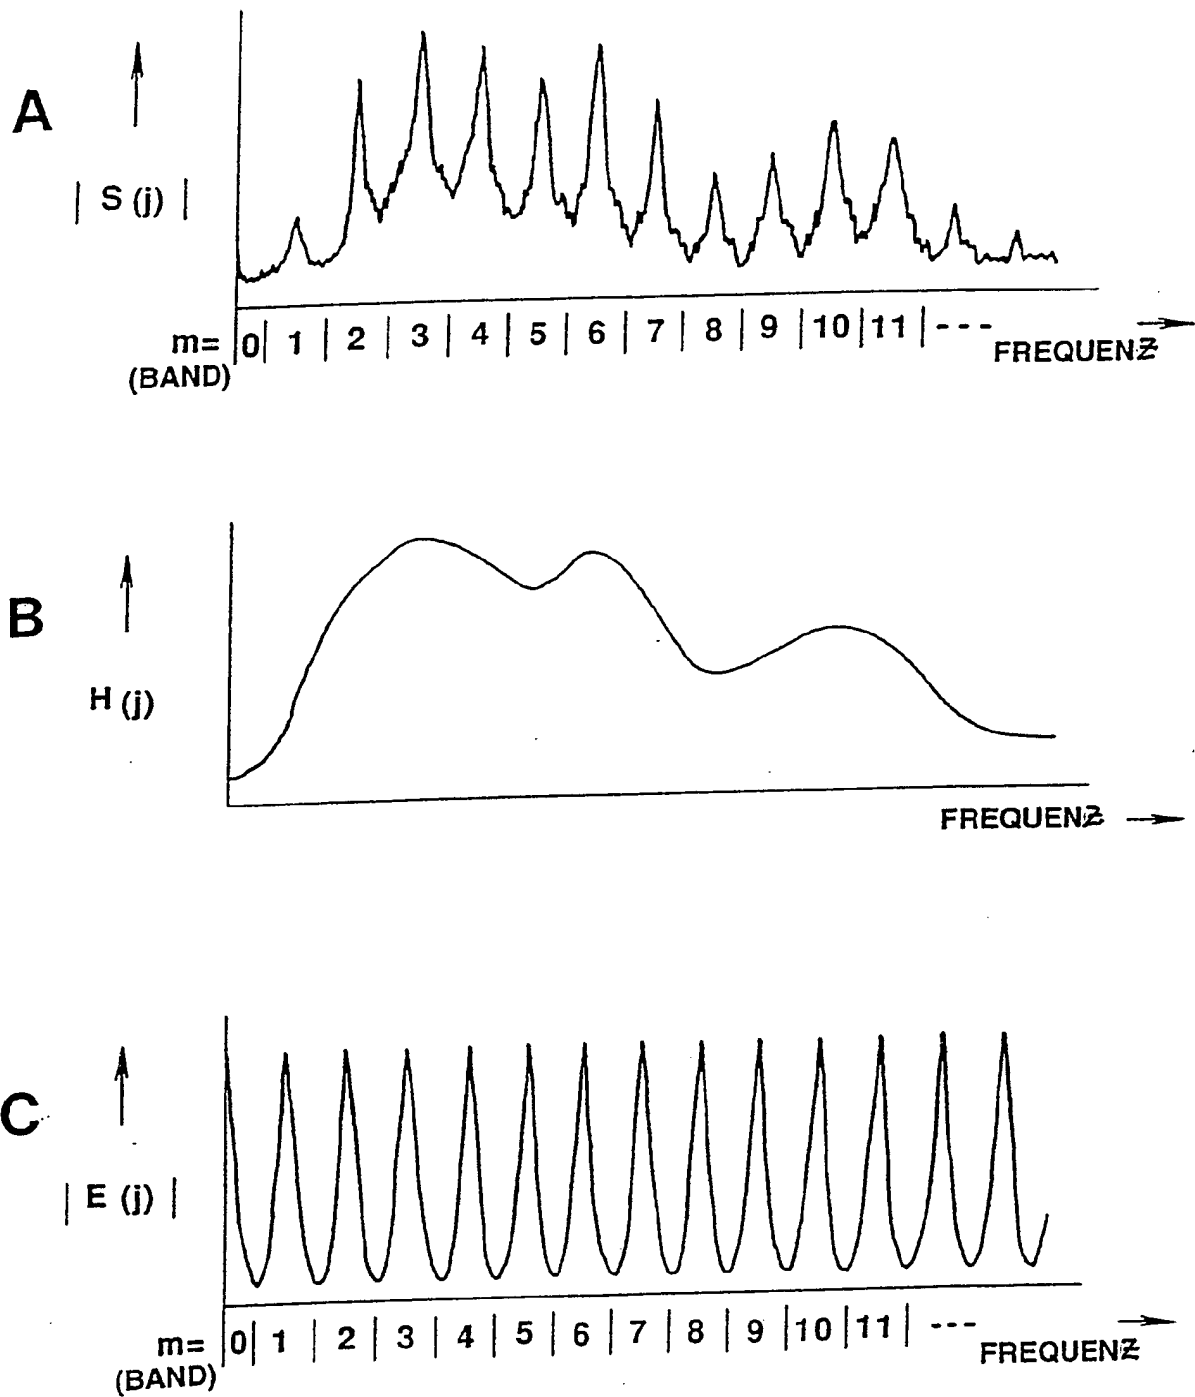 A
| S (j) |
m= |0| 1 | 2 | 3 | 4 | 5 | 6 | 7 | 8 | 9 |10|11| ---
(BAND)
FREQUENZ
B
H (j)
FREQUENZ
C
| E (j) |
m= |0| 1 | 2 | 3 | 4 | 5 | 6 | 7 | 8 | 9 |10|11| ---
(BAND)
FREQUENZ